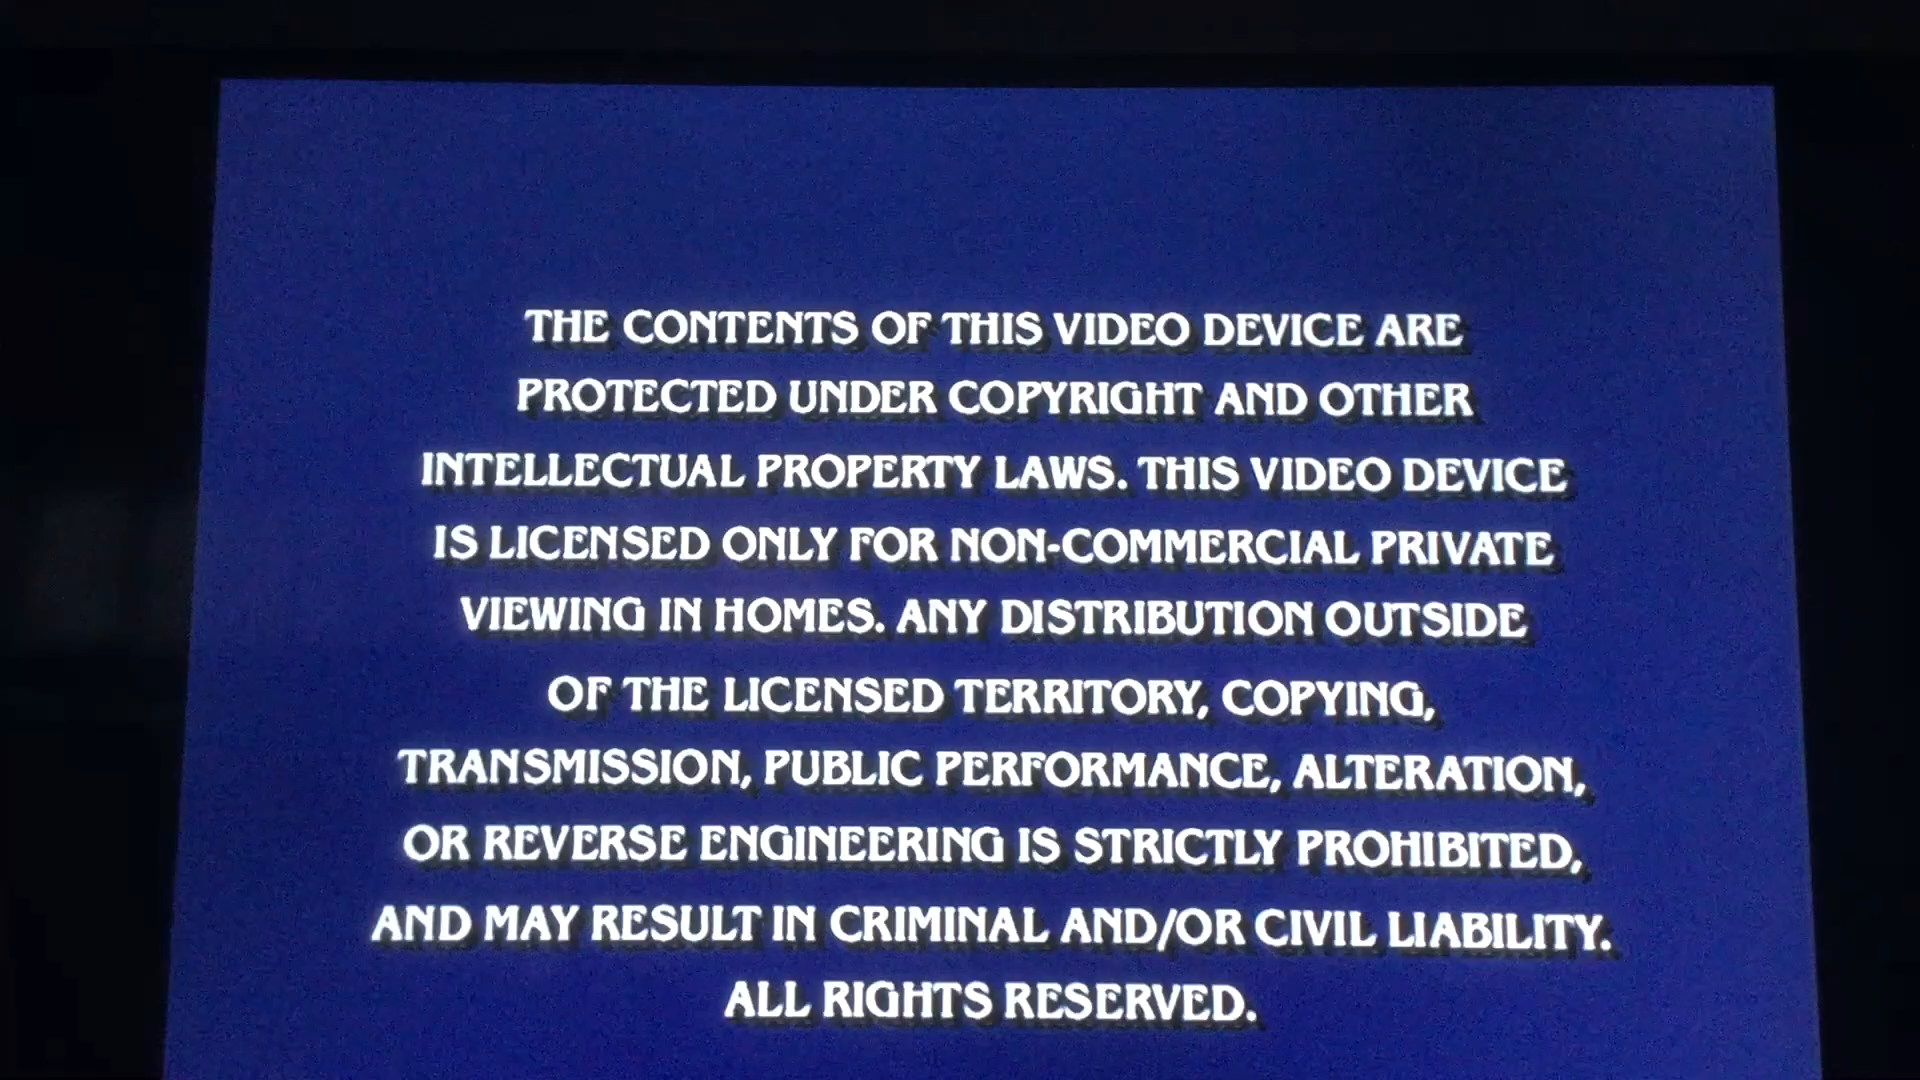 THE CONTENTS OF THIS VIDEO DEVICE ARE
PROTECTED UNDER COPYRIGHT AND OTHER
INTELLECTUAL PROPERTY LAWS. THIS VIDEO DEVICE
IS LICENSED ONLY FOR NON-COMMERCIAL PRIVATE
VIEWING IN HOMES. ANY DISTRIBUTION OUTSIDE
OF THE LICENSED TERRITORY, COPYING,
TRANSMISSION, PUBLIC PERFORMANCE, ALTERATION,
OR REVERSE ENGINEERING IS STRICTLY PROHIBITED,
AND MAY RESULT IN CRIMINAL AND/OR CIVIL LIABILITY.
ALL RIGHTS RESERVED.